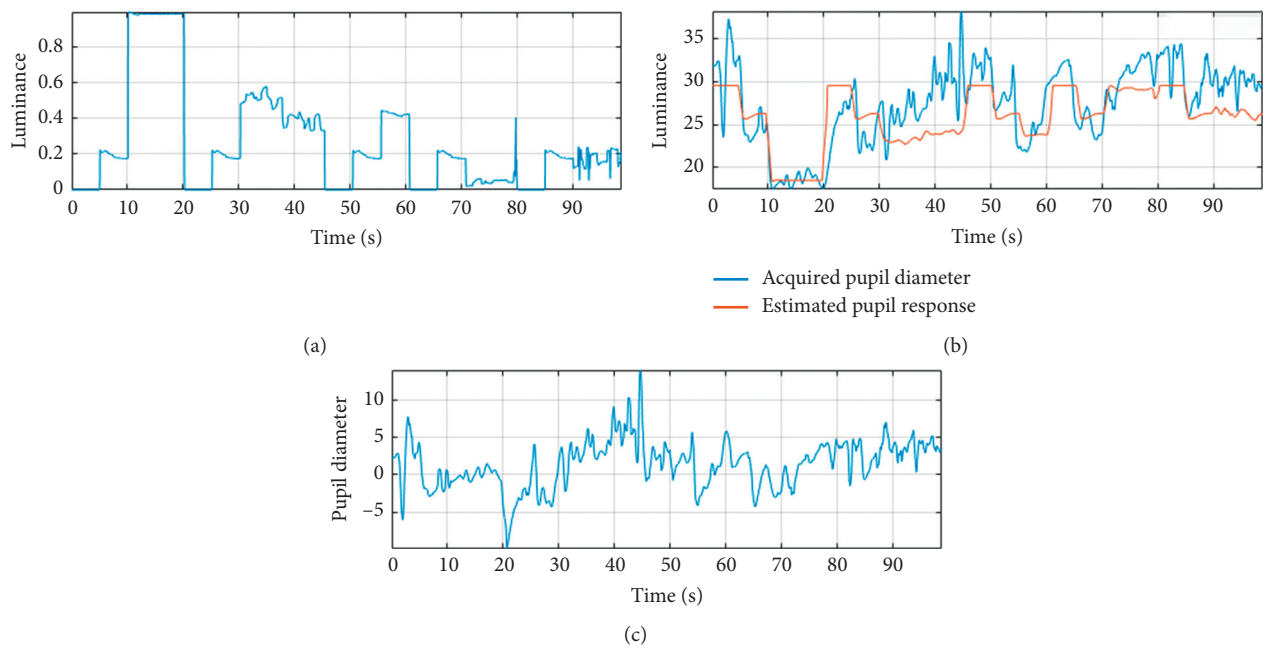 Luminance
0.8
0.6
0.4
0.2
0
0 10 20 30 40 50 60 70 80 90
Time (s)
(a)
Luminance
35
30
25
20
0 10 20 30 40 50 60 70 80 90
Time (s)
Acquired pupil diameter
Estimated pupil response
(b)
Pupil diameter
10
5
0
−5
0 10 20 30 40 50 60 70 80 90
Time (s)
(c)